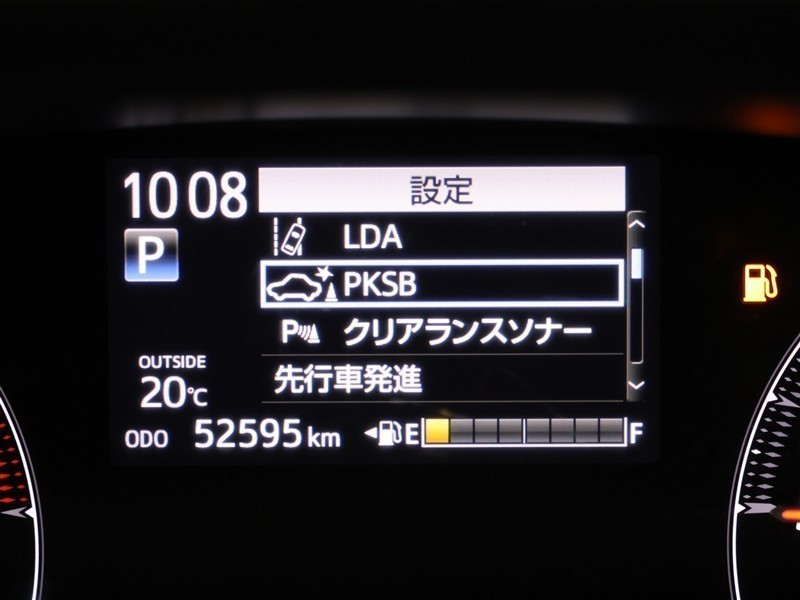 10 08
設定
LDA
P
PKSB
P クリアランスソナー
先行車発進
OUTSIDE
20℃
ODO 52595 km
E F